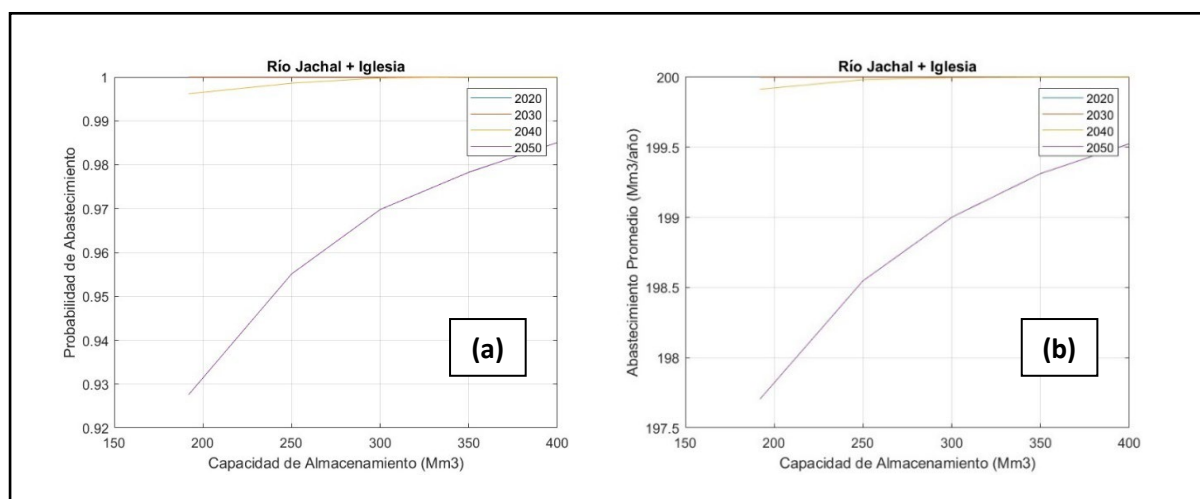 Río Jachal + Iglesia
Probabilidad de Abastecimiento
1
0.99
0.98
0.97
0.96
0.95
0.94
0.93
0.92
2020
2030
2040
2050
(a)
150 200 250 300 350 400
Capacidad de Almacenamiento (Mm3)
Río Jachal + Iglesia
Abastecimiento Promedio (Mm3/año)
200
199.5
199
198.5
198
197.5
2020
2030
2040
2050
(b)
150 200 250 300 350 400
Capacidad de Almacenamiento (Mm3)